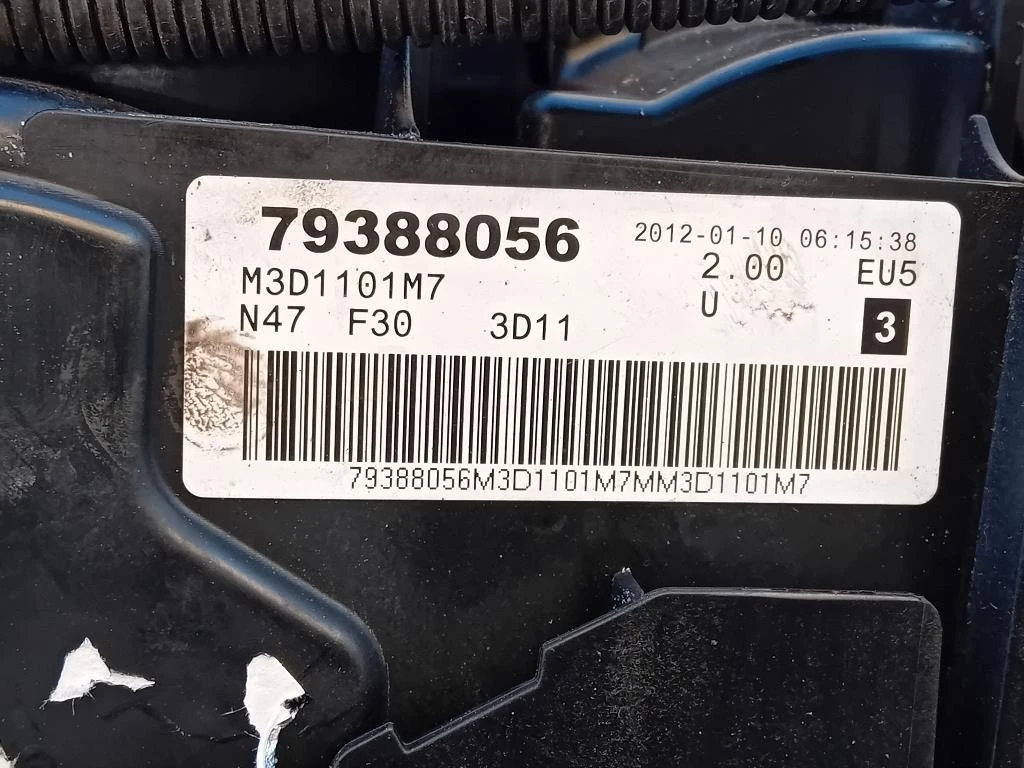 79388056 2012-01-10 06:15:38
M3D1101M7 2.00 EU5
N47 F30 3D11 U 3
79388056M3D1101M7MM3D1101M7